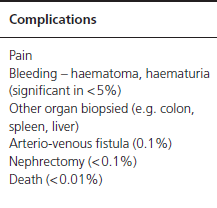 Complications
Pain
Bleeding – haematoma, haematuria
(significant in <5%)
Other organ biopsied (e.g. colon,
spleen, liver)
Arterio-venous fistula (0.1%)
Nephrectomy (<0.1%)
Death (<0.01%)